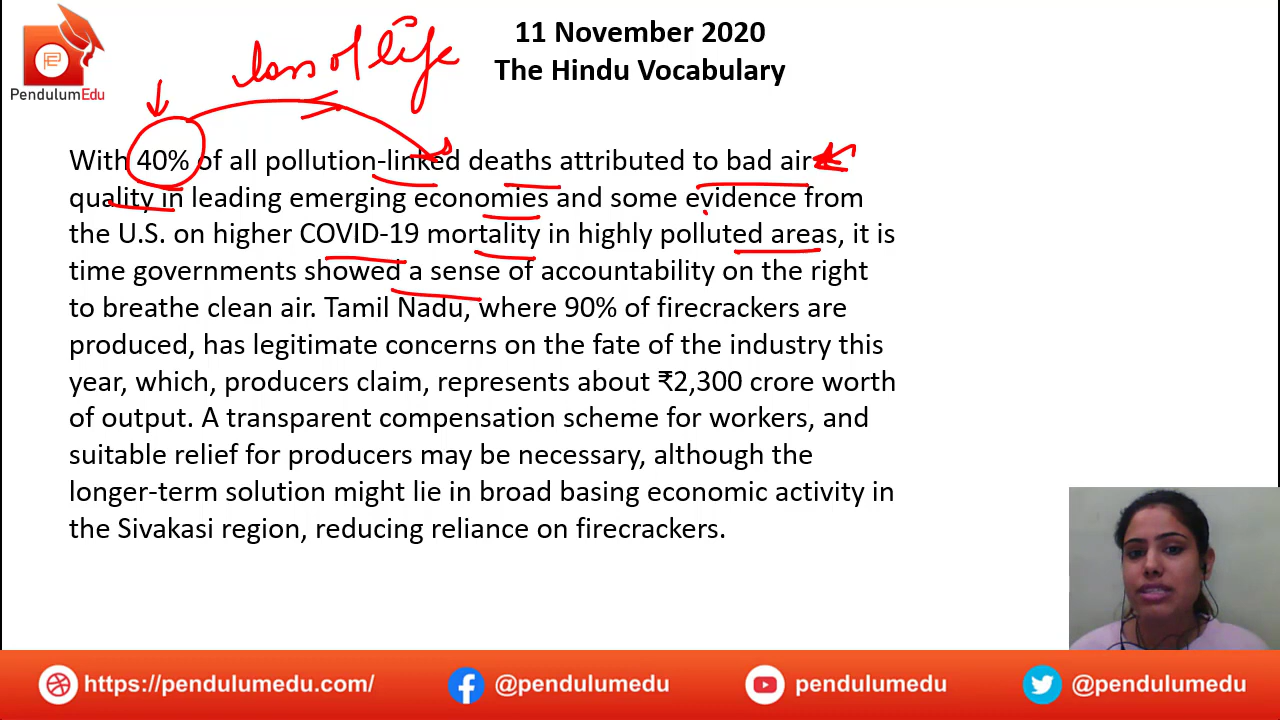 11 November 2020
The Hindu Vocabulary
PendulumEdu
loss of life
With 40% of all pollution-linked deaths attributed to bad air
quality in leading emerging economies and some evidence from
the U.S. on higher COVID-19 mortality in highly polluted areas, it is
time governments showed a sense of accountability on the right
to breathe clean air. Tamil Nadu, where 90% of firecrackers are
produced, has legitimate concerns on the fate of the industry this
year, which, producers claim, represents about ₹2,300 crore worth
of output. A transparent compensation scheme for workers, and
suitable relief for producers may be necessary, although the
longer-term solution might lie in broad basing economic activity in
the Sivakasi region, reducing reliance on firecrackers.
https://pendulumedu.com/
@pendulumedu
pendulumedu
@pendulumedu